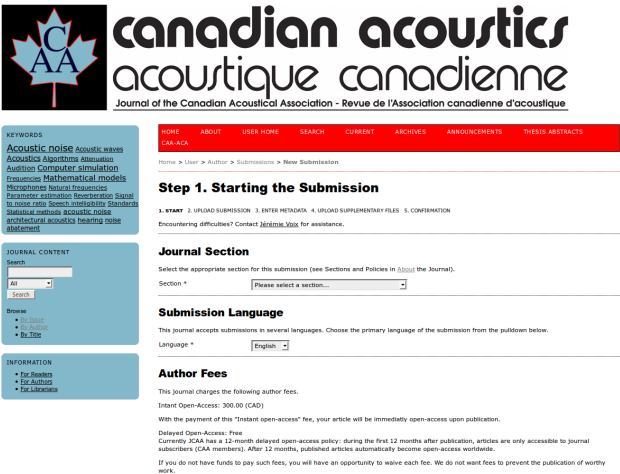 CAA
canadian acoustics
acoustique canadienne
Journal of the Canadian Acoustical Association - Revue de l'Association canadienne d'acoustique
HOME ABOUT USER HOME SEARCH CURRENT ARCHIVES ANNOUNCEMENTS THESIS ABSTRACTS
CAA-ACA
KEYWORDS
Acoustic noise Acoustic waves
Acoustics Algorithms Attenuation
Audition Computer simulation
Frequencies Mathematical models
Microphones Natural frequencies
Parameter estimation Reverberation Signal
to noise ratio Speech intelligibility Standards
Statistical methods acoustic noise
architectural acoustics hearing noise
abatement
JOURNAL CONTENT
Search
All
Search
Browse
By Issue
By Author
By Title
INFORMATION
For Readers
For Authors
For Librarians
Home > User > Author > Submissions > New Submission
Step 1. Starting the Submission
1. START 2. UPLOAD SUBMISSION 3. ENTER METADATA 4. UPLOAD SUPPLEMENTARY FILES 5. CONFIRMATION
Encountering difficulties? Contact Jérémie Voix for assistance.
Journal Section
Select the appropriate section for this submission (see Sections and Policies in About the Journal).
Section * Please select a section...
Submission Language
This journal accepts submissions in several languages. Choose the primary language of the submission from the pulldown below.
Language * English
Author Fees
This journal charges the following author fees.
Intant Open-Access: 300.00 (CAD)
With the payment of this "Instant open-access" fee, your article will be immediatly open-access upon publication.
Delayed Open-Access: Free
Currently JCAA has a 12-month delayed open-access policy: during the first 12 months after publication, articles are only accessible to journal
subscribers (CAA members). After 12 months, published articles automatically become open-access worldwide.
If you do not have funds to pay such fees, you will have an opportunity to waive each fee. We do not want fees to prevent the publication of worthy
work.